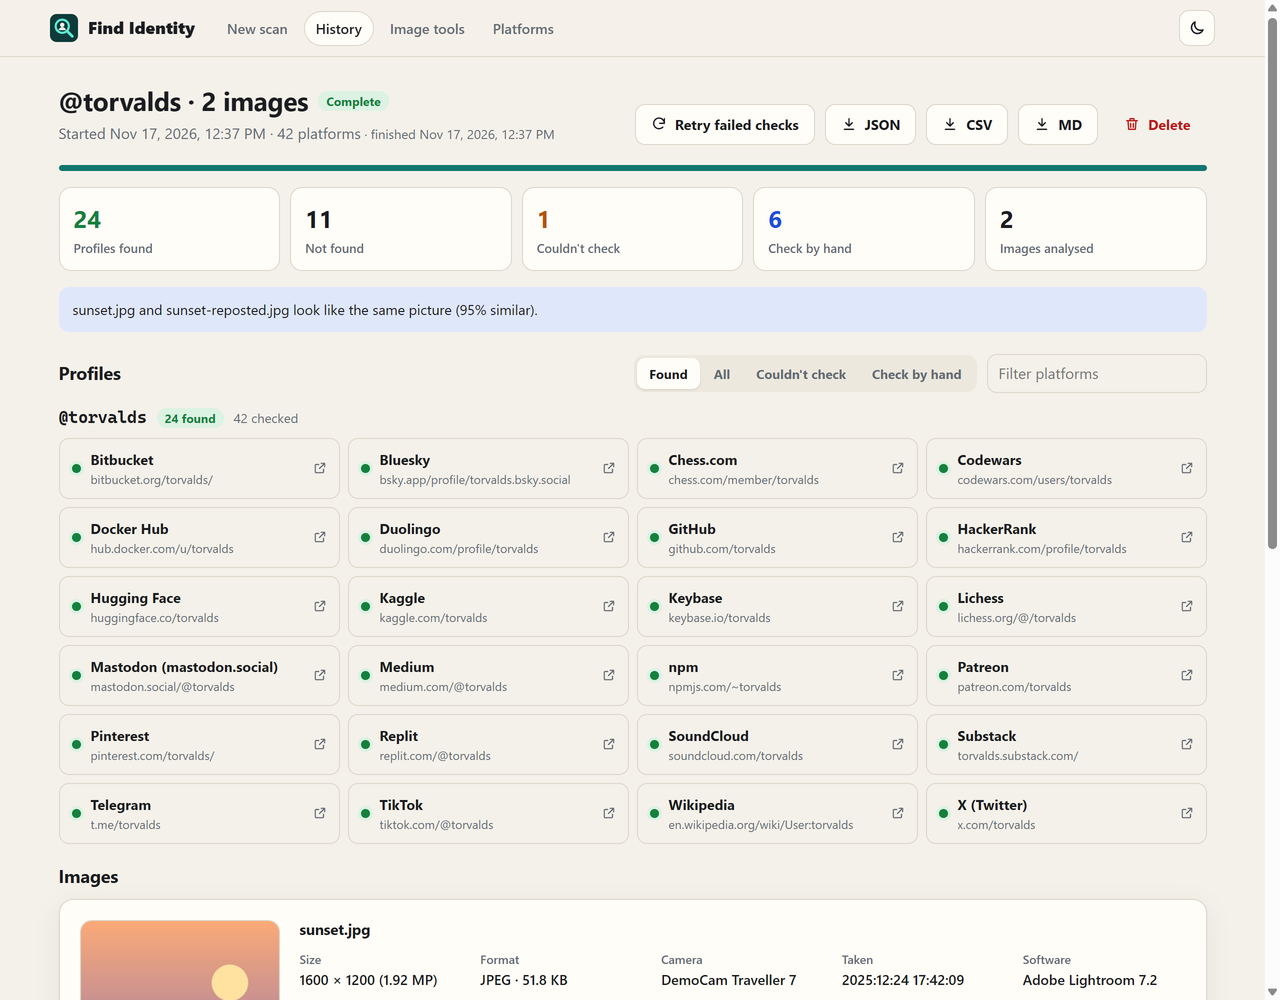 Find Identity
New scan
History
Image tools
Platforms
@torvalds · 2 images
Complete
Started Nov 17, 2026, 12:37 PM · 42 platforms · finished Nov 17, 2026, 12:37 PM
Retry failed checks
JSON
CSV
MD
Delete
24
Profiles found
11
Not found
1
Couldn't check
6
Check by hand
2
Images analysed
sunset.jpg and sunset-reposted.jpg look like the same picture (95% similar).
Profiles
Found
All
Couldn't check
Check by hand
Filter platforms
@torvalds
24 found
42 checked
Bitbucket
bitbucket.org/torvalds/
Bluesky
bsky.app/profile/torvalds.bsky.social
Chess.com
chess.com/member/torvalds
Codewars
codewars.com/users/torvalds
Docker Hub
hub.docker.com/u/torvalds
Duolingo
duolingo.com/profile/torvalds
GitHub
github.com/torvalds
HackerRank
hackerrank.com/profile/torvalds
Hugging Face
huggingface.co/torvalds
Kaggle
kaggle.com/torvalds
Keybase
keybase.io/torvalds
Lichess
lichess.org/@/torvalds
Mastodon (mastodon.social)
mastodon.social/@torvalds
Medium
medium.com/@torvalds
npm
npmjs.com/~torvalds
Patreon
patreon.com/torvalds
Pinterest
pinterest.com/torvalds/
Replit
replit.com/@torvalds
SoundCloud
soundcloud.com/torvalds
Substack
torvalds.substack.com/
Telegram
t.me/torvalds
TikTok
tiktok.com/@torvalds
Wikipedia
en.wikipedia.org/wiki/User:torvalds
X (Twitter)
x.com/torvalds
Images
sunset.jpg
Size
1600 × 1200 (1.92 MP)
Format
JPEG · 51.8 KB
Camera
DemoCam Traveller 7
Taken
2025:12:24 17:42:09
Software
Adobe Lightroom 7.2